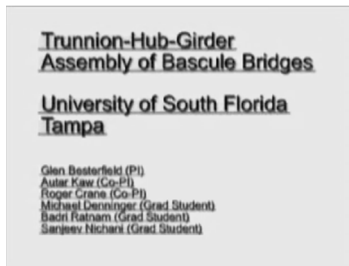 Trunnion-Hub-Girder
Assembly of Bascule Bridges
University of South Florida
Tampa
Glen Besterfield (PI)
Autar Kaw (Co-PI)
Roger Crane (Co-PI)
Michael Denninger (Grad Student)
Badri Ratnam (Grad Student)
Sanjeev Nichani (Grad Student)